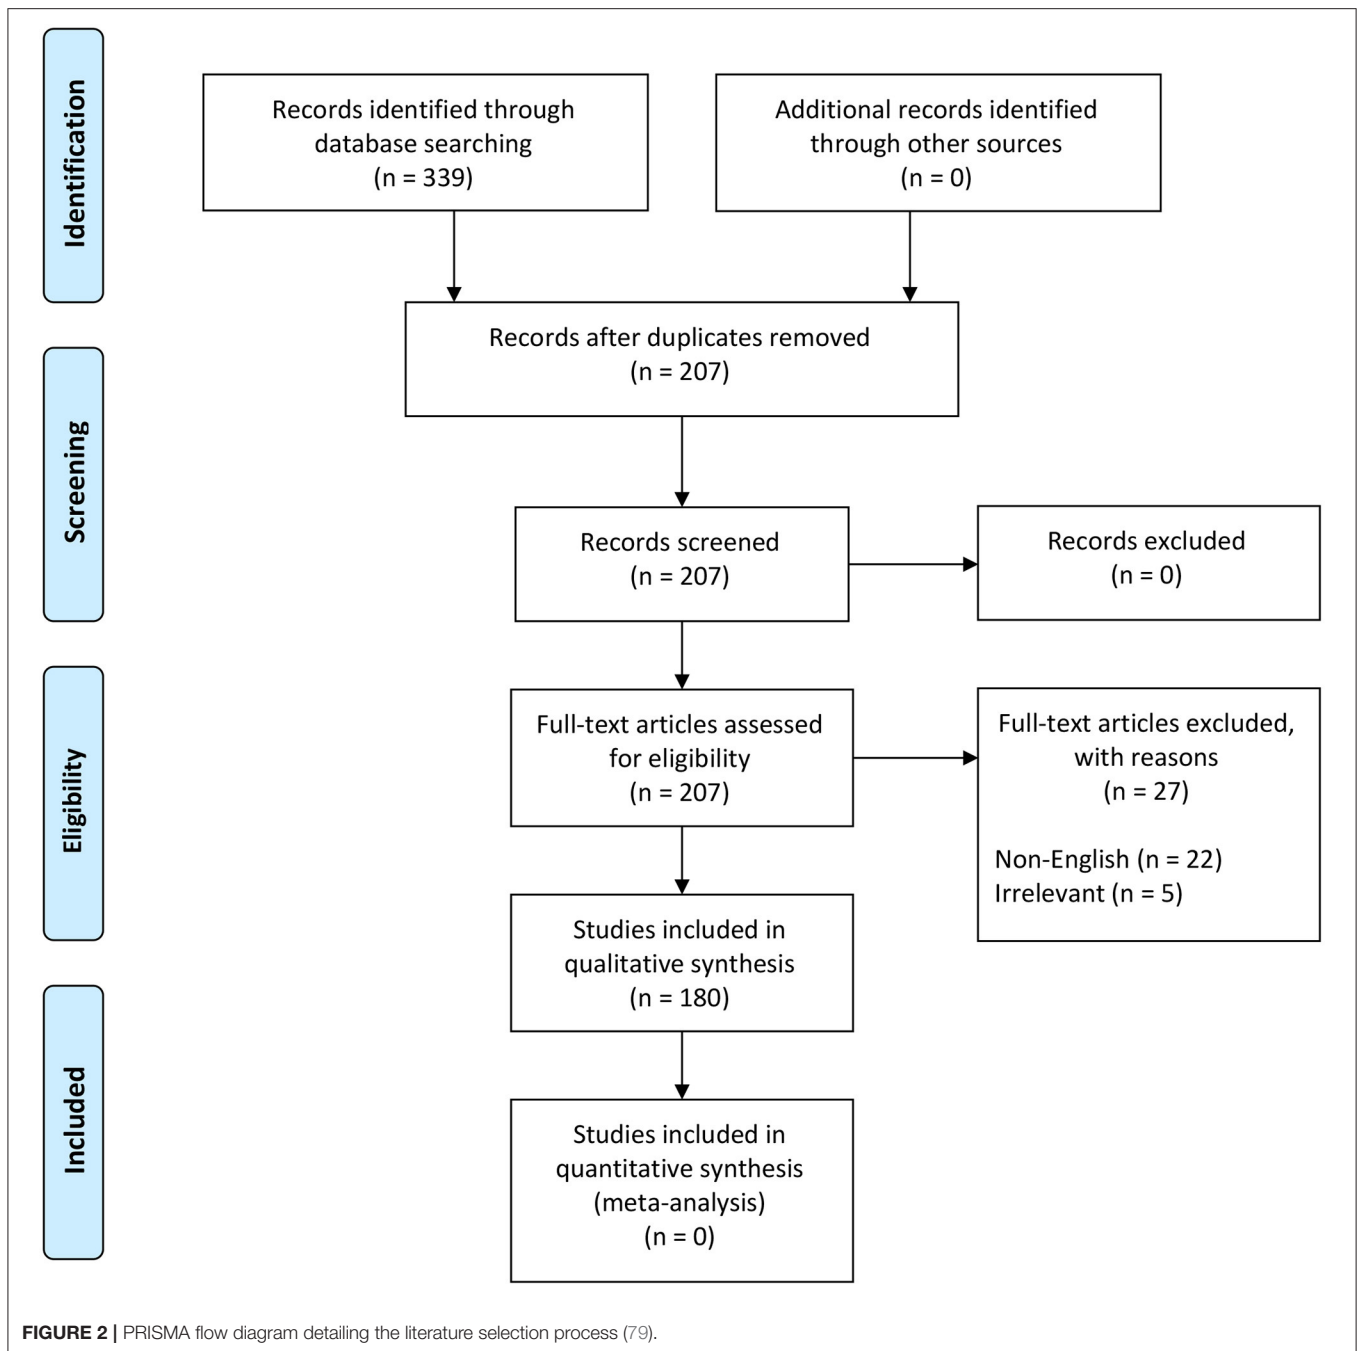 Identification
Records identified through
database searching
(n = 339)
Additional records identified
through other sources
(n = 0)
Records after duplicates removed
(n = 207)
Screening
Records screened
(n = 207)
Records excluded
(n = 0)
Eligibility
Full-text articles assessed
for eligibility
(n = 207)
Full-text articles excluded,
with reasons
(n = 27)
Non-English (n = 22)
Irrelevant (n = 5)
Studies included in
qualitative synthesis
(n = 180)
Included
Studies included in
quantitative synthesis
(meta-analysis)
(n = 0)
FIGURE 2 | PRISMA flow diagram detailing the literature selection process (79).